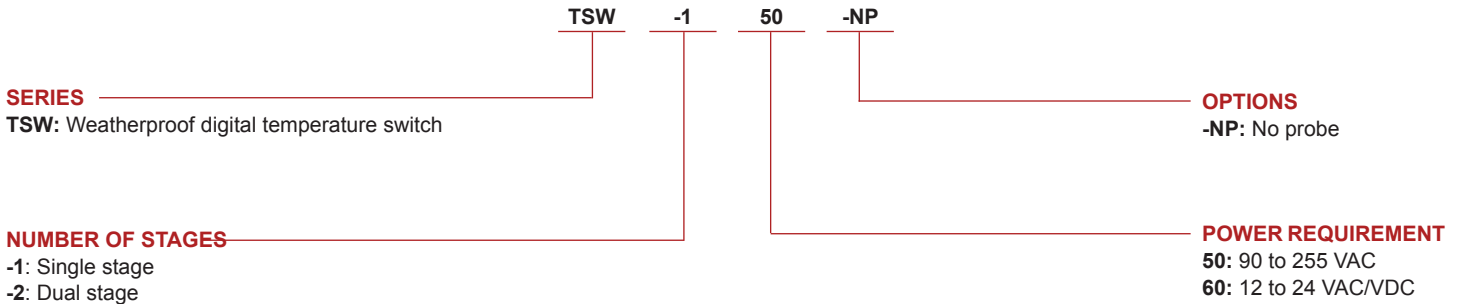 TSW -1 50 -NP
SERIES
TSW: Weatherproof digital temperature switch
OPTIONS
-NP: No probe
NUMBER OF STAGES
-1: Single stage
-2: Dual stage
POWER REQUIREMENT
50: 90 to 255 VAC
60: 12 to 24 VAC/VDC